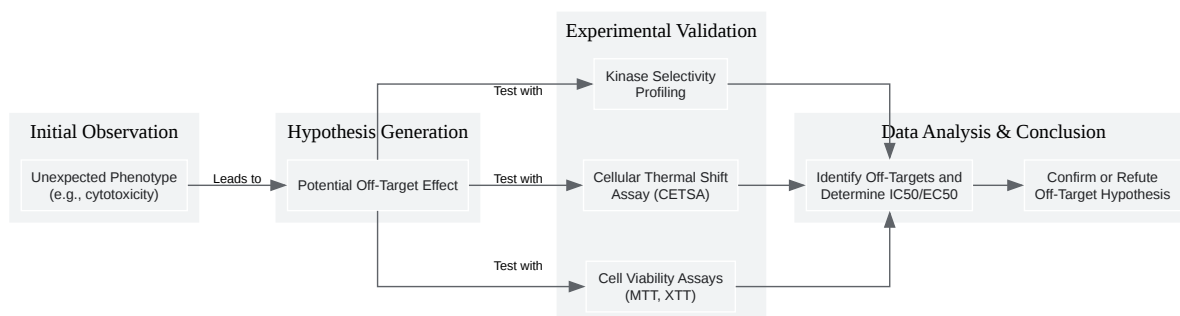 Experimental Validation
Kinase Selectivity
Profiling
Test with
Initial Observation
Hypothesis Generation
Data Analysis & Conclusion
Unexpected Phenotype
(e.g., cytotoxicity)
Leads to
Potential Off-Target Effect
Test with
Cellular Thermal Shift
Assay (CETSA)
Identify Off-Targets and
Determine IC50/EC50
Confirm or Refute
Off-Target Hypothesis
Test with
Cell Viability Assays
(MTT, XTT)